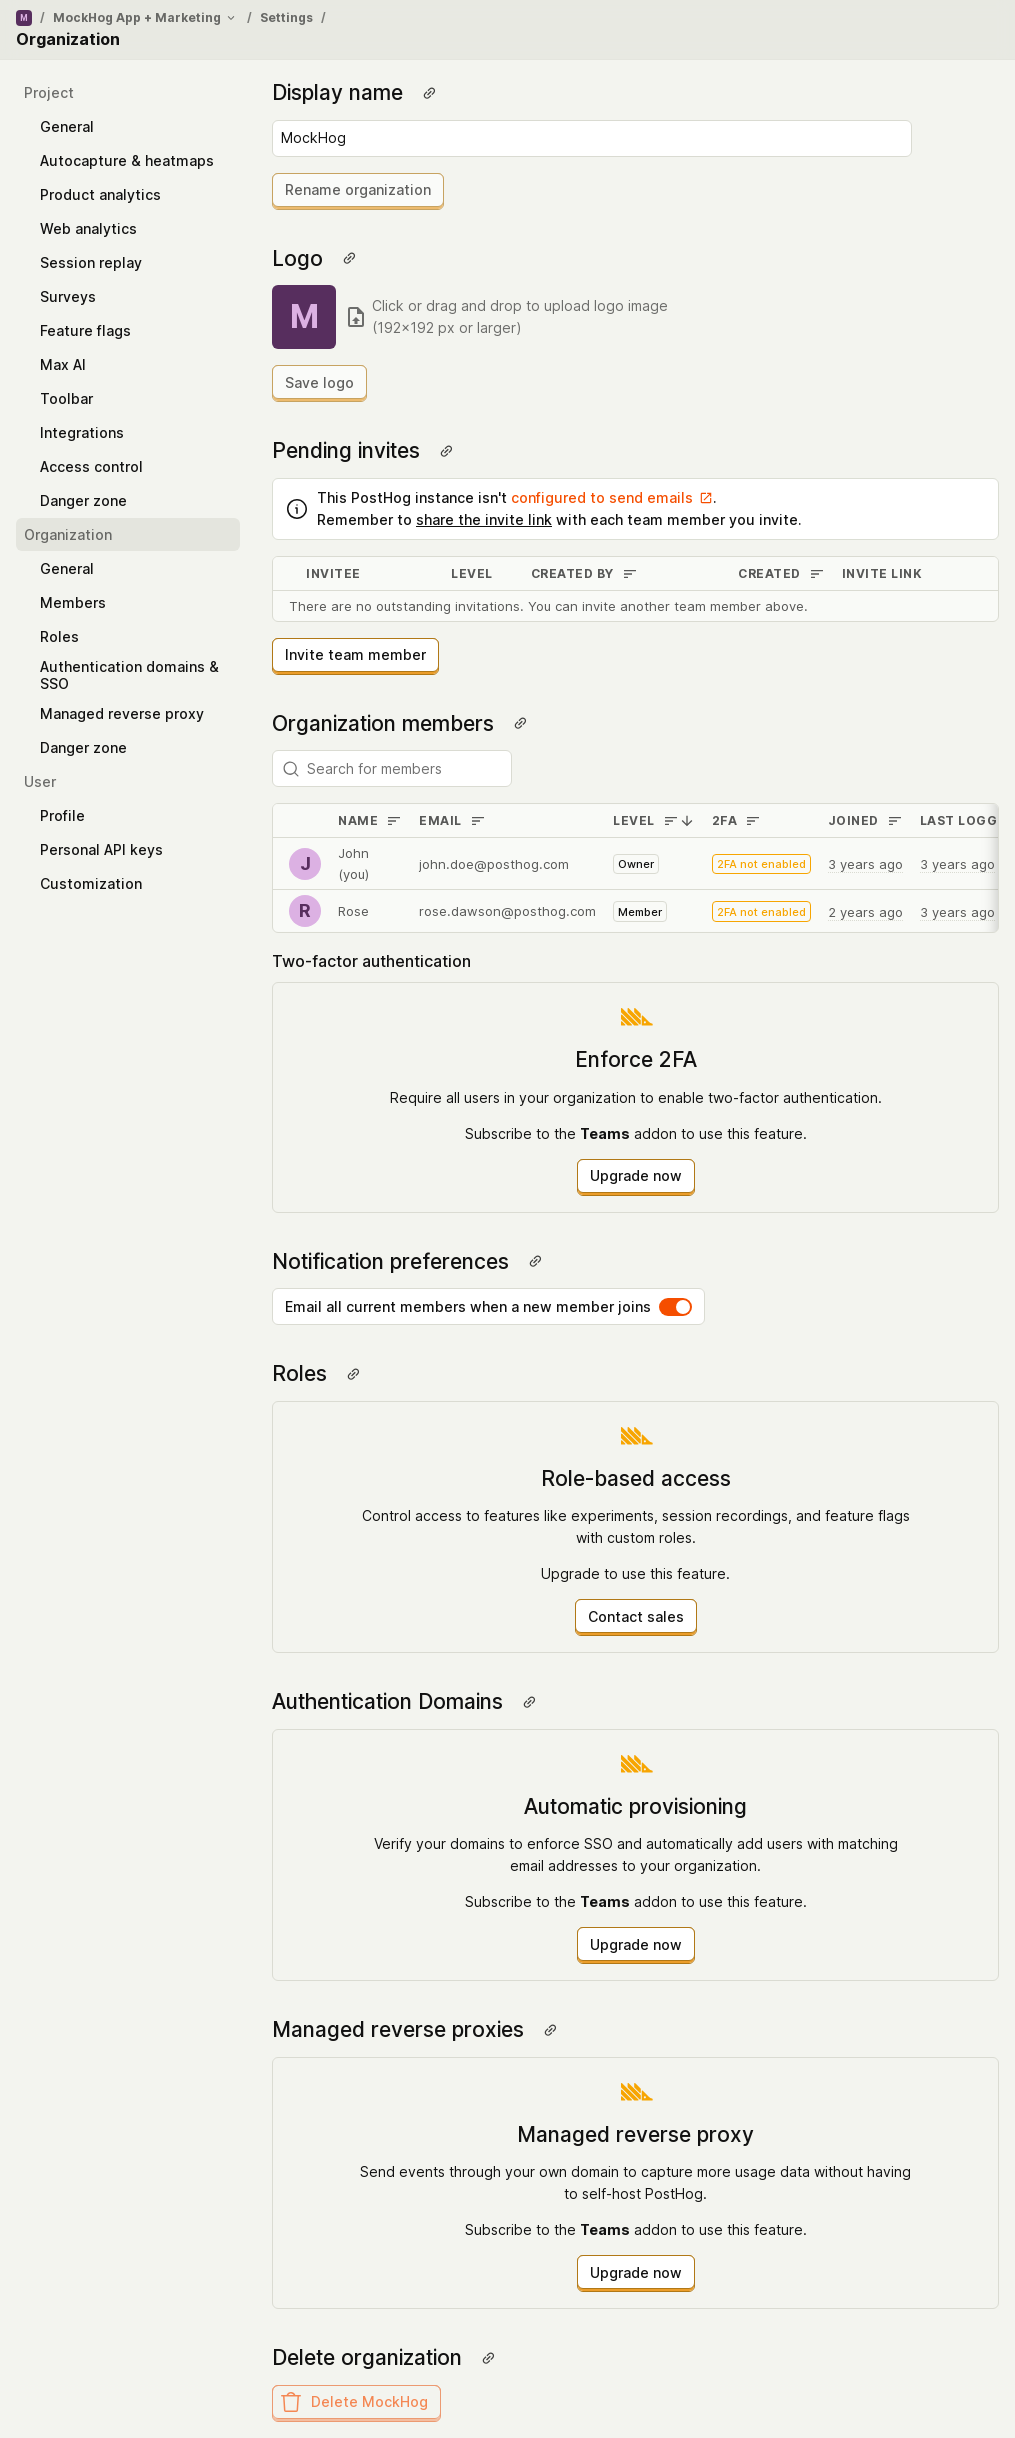 M / MockHog App + Marketing / Settings /
Organization
Project
General
Autocapture & heatmaps
Product analytics
Web analytics
Session replay
Surveys
Feature flags
Max AI
Toolbar
Integrations
Access control
Danger zone
Organization
General
Members
Roles
Authentication domains &
SSO
Managed reverse proxy
Danger zone
User
Profile
Personal API keys
Customization
Display name
MockHog
Rename organization
Logo
M
Click or drag and drop to upload logo image
(192×192 px or larger)
Save logo
Pending invites
This PostHog instance isn't configured to send emails.
Remember to share the invite link with each team member you invite.
INVITEE LEVEL CREATED BY CREATED INVITE LINK
There are no outstanding invitations. You can invite another team member above.
Invite team member
Organization members
Search for members
NAME EMAIL LEVEL 2FA JOINED LAST LOGG
J John
(you) john.doe@posthog.com Owner 2FA not enabled 3 years ago 3 years ago
R Rose rose.dawson@posthog.com Member 2FA not enabled 2 years ago 3 years ago
Two-factor authentication
Enforce 2FA
Require all users in your organization to enable two-factor authentication.
Subscribe to the Teams addon to use this feature.
Upgrade now
Notification preferences
Email all current members when a new member joins
Roles
Role-based access
Control access to features like experiments, session recordings, and feature flags
with custom roles.
Upgrade to use this feature.
Contact sales
Authentication Domains
Automatic provisioning
Verify your domains to enforce SSO and automatically add users with matching
email addresses to your organization.
Subscribe to the Teams addon to use this feature.
Upgrade now
Managed reverse proxies
Managed reverse proxy
Send events through your own domain to capture more usage data without having
to self-host PostHog.
Subscribe to the Teams addon to use this feature.
Upgrade now
Delete organization
Delete MockHog